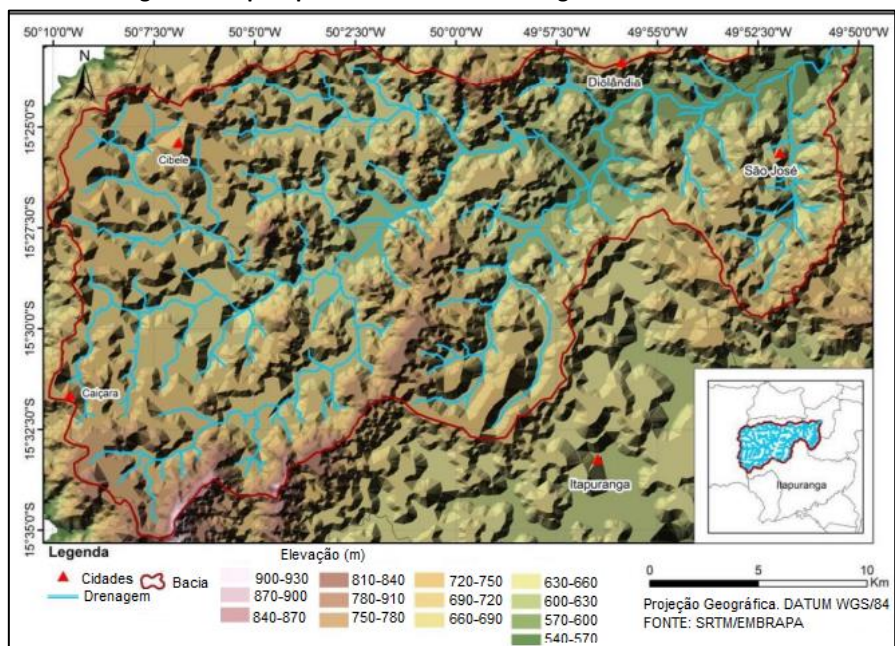 50°10'0"W 50°7'30"W 50°5'0"W 50°2'30"W 50°0'0"W 49°57'30"W 49°55'0"W 49°52'30"W 49°50'0"W
N
Diolândia
15°25'0"S
Cibele
São José
15°27'30"S
15°30'0"S
Caiçara
15°32'30"S
Itapuranga
Itapuranga
15°35'0"S
Legenda
Cidades
Bacia
Drenagem
Elevação (m)
900-930 810-840 720-750 630-660
870-900 780-910 690-720 600-630
840-870 750-780 660-690 570-600
540-570
0 5 10
Km
Projeção Geográfica. DATUM WGS/84
FONTE: SRTM/EMBRAPA